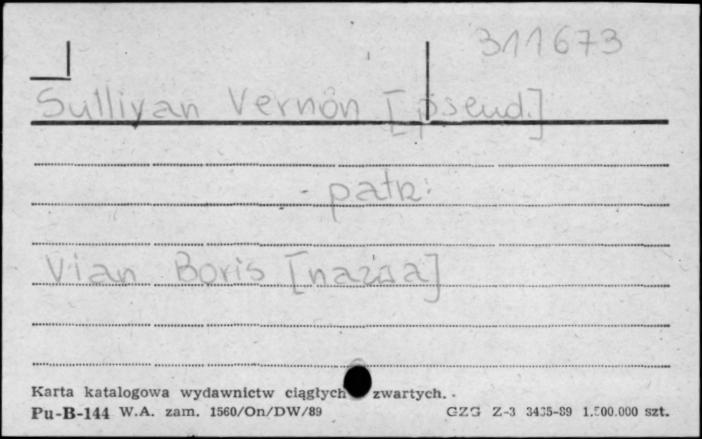 311673
Sullivan Vernon [pseud.]
patrz:
Vian Boris [nazwa]
Karta katalogowa wydawnictw ciągłych zwartych.
Pu-B-144 W.A. zam. 1560/On/DW/89 GZG Z-3 3435-89 1.500.000 szt.